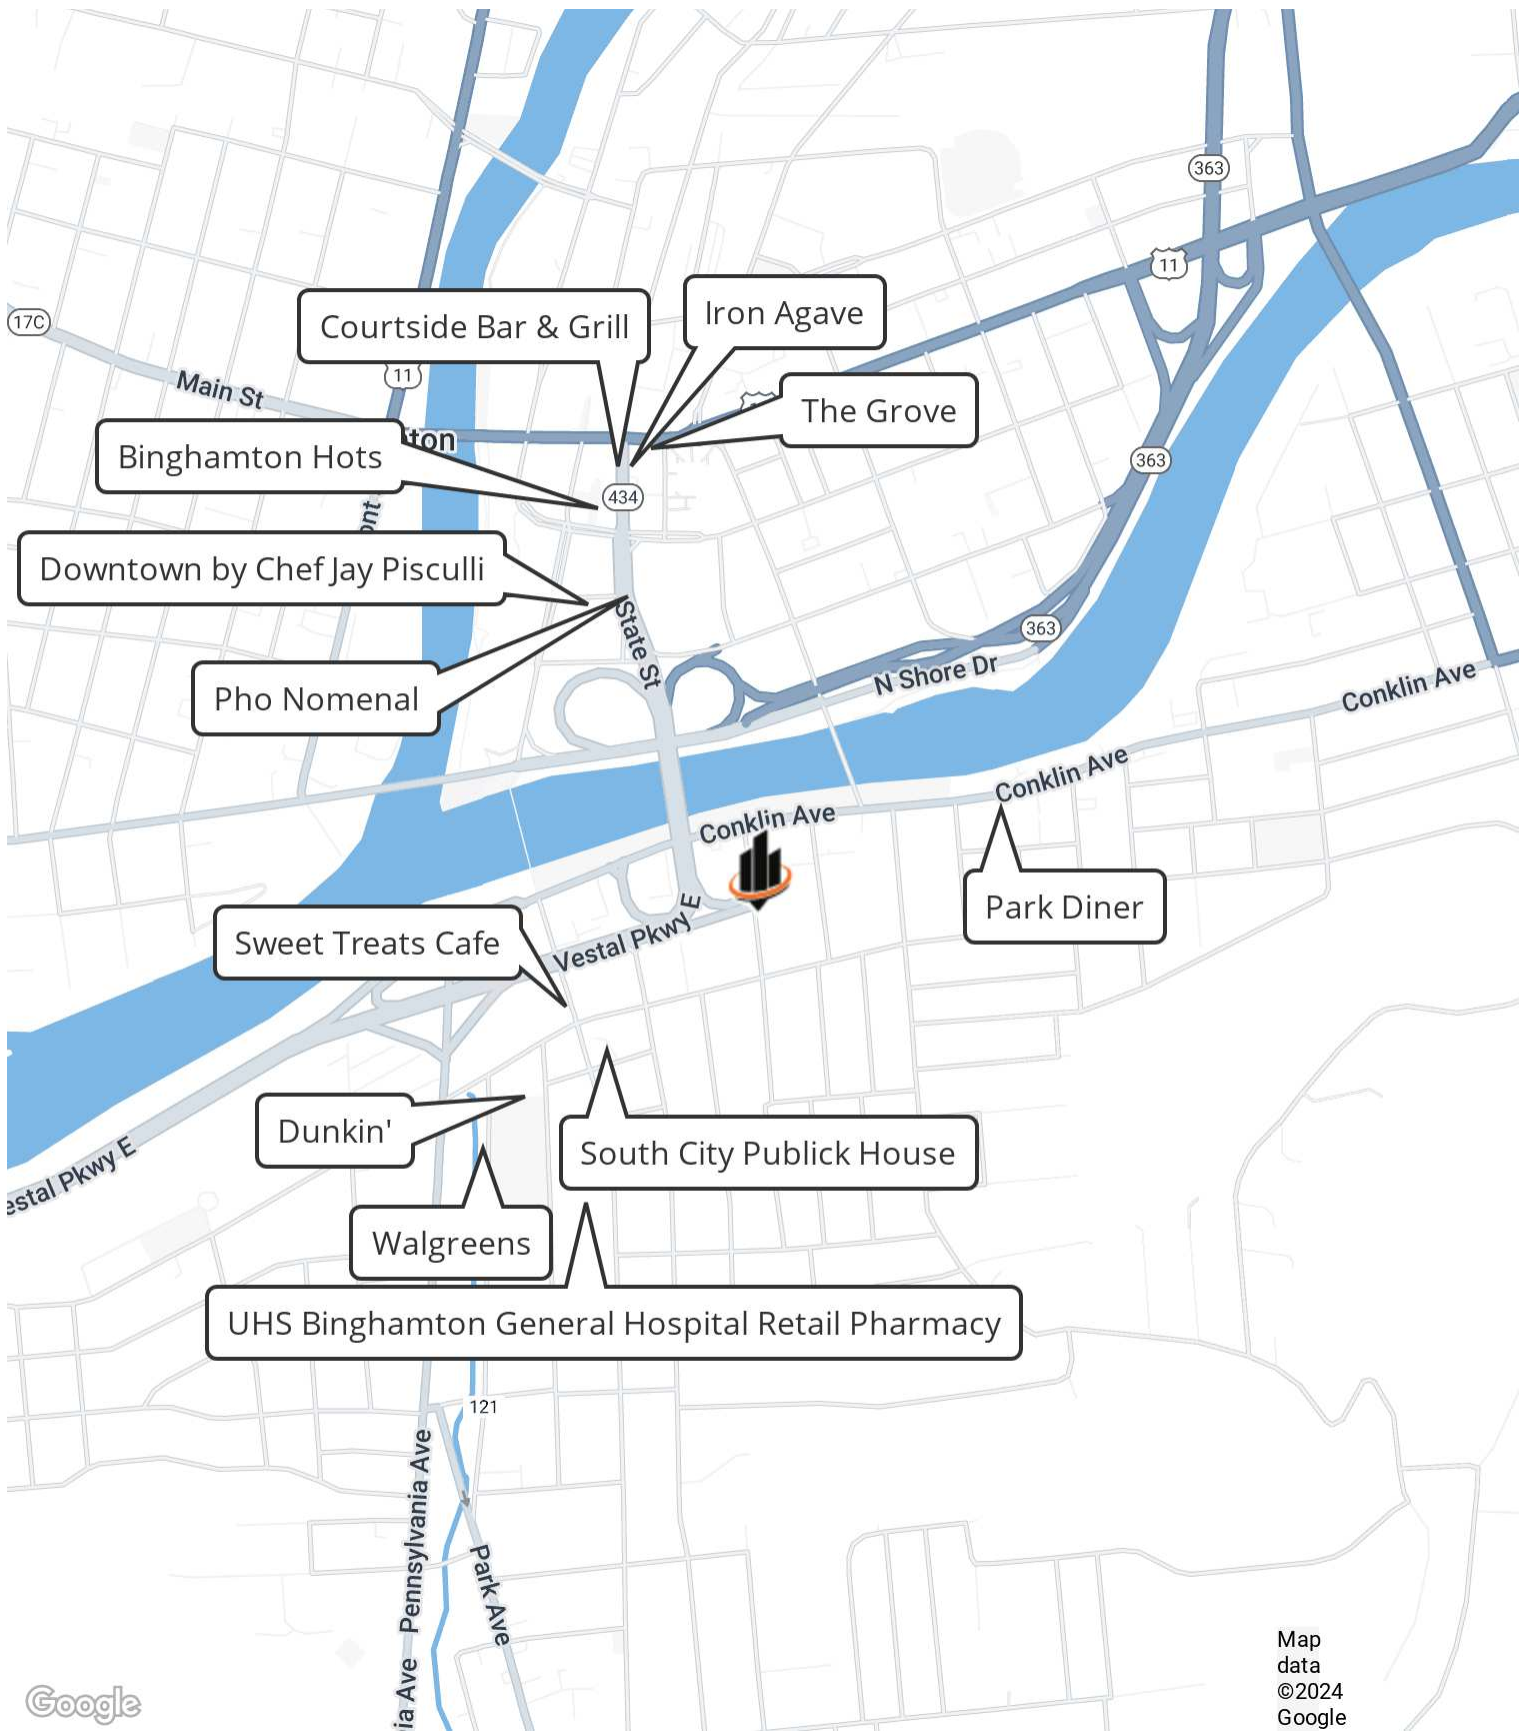 363
11
Iron Agave
Courtside Bar & Grill
17C
11
Main St
The Grove
ton
Binghamton Hots
363
434
ont
Downtown by Chef Jay Pisculli
State St
363
N Shore Dr
Conklin Ave
Pho Nomenal
Conklin Ave
Conklin Ave
Park Diner
Vestal Pkwy E
Sweet Treats Cafe
Dunkin'
South City Publick House
estal Pkwy E
Walgreens
UHS Binghamton General Hospital Retail Pharmacy
121
Pennsylvania Ave
Park Ave
ia Ave
Google
Map
data
©2024
Google